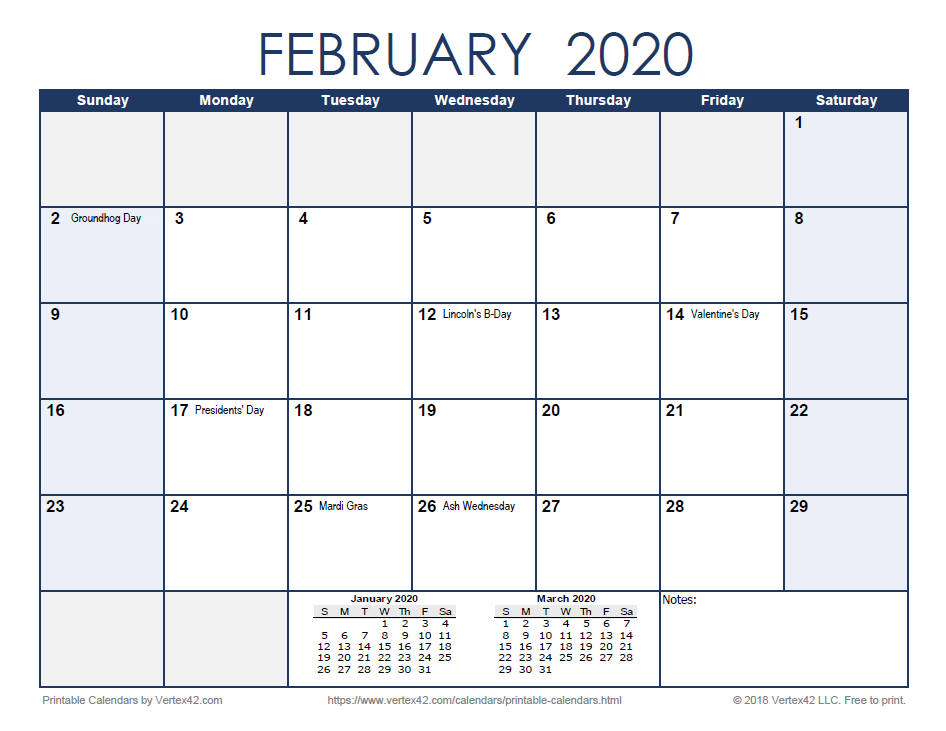 FEBRUARY 2020
Sunday Monday Tuesday Wednesday Thursday Friday Saturday
1
2 Groundhog Day 3 4 5 6 7 8
9 10 11 12 Lincoln's B-Day 13 14 Valentine's Day 15
16 17 Presidents' Day 18 19 20 21 22
23 24 25 Mardi Gras 26 Ash Wednesday 27 28 29
January 2020
S M T W Th F Sa
1 2 3 4
5 6 7 8 9 10 11
12 13 14 15 16 17 18
19 20 21 22 23 24 25
26 27 28 29 30 31
March 2020
S M T W Th F Sa
1 2 3 4 5 6 7
8 9 10 11 12 13 14
15 16 17 18 19 20 21
22 23 24 25 26 27 28
29 30 31
Notes:
Printable Calendars by Vertex42.com https://www.vertex42.com/calendars/printable-calendars.html © 2018 Vertex42 LLC. Free to print.